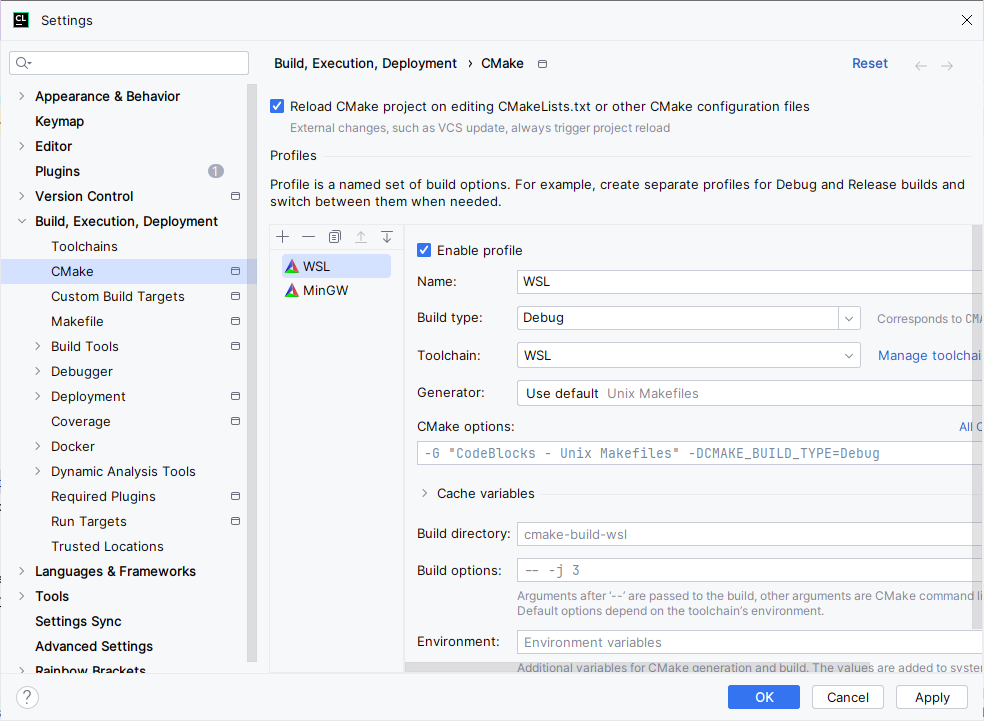 CL
Settings
Build, Execution, Deployment › CMake
Reset
Appearance & Behavior
Keymap
Editor
Plugins
1
Version Control
Build, Execution, Deployment
Toolchains
CMake
Custom Build Targets
Makefile
Build Tools
Debugger
Deployment
Coverage
Docker
Dynamic Analysis Tools
Required Plugins
Run Targets
Trusted Locations
Languages & Frameworks
Tools
Settings Sync
Advanced Settings
Rainbow Brackets
Reload CMake project on editing CMakeLists.txt or other CMake configuration files
External changes, such as VCS update, always trigger project reload
Profiles
Profile is a named set of build options. For example, create separate profiles for Debug and Release builds and
switch between them when needed.
WSL
MinGW
Enable profile
Name: WSL
Build type: Debug Corresponds to CMA
Toolchain: WSL Manage toolchai
Generator: Use default Unix Makefiles
CMake options: All C
-G "CodeBlocks - Unix Makefiles" -DCMAKE_BUILD_TYPE=Debug
Cache variables
Build directory: cmake-build-wsl
Build options: -- -j 3
Arguments after '--' are passed to the build, other arguments are CMake command li
Default options depend on the toolchain's environment.
Environment: Environment variables
Additional variables for CMake generation and build. The values are added to syste
?
OK
Cancel
Apply